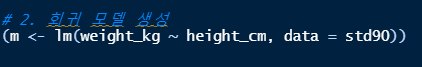 # 2. 회귀 모델 생성
(m <- lm(weight_kg ~ height_cm, data = std90))